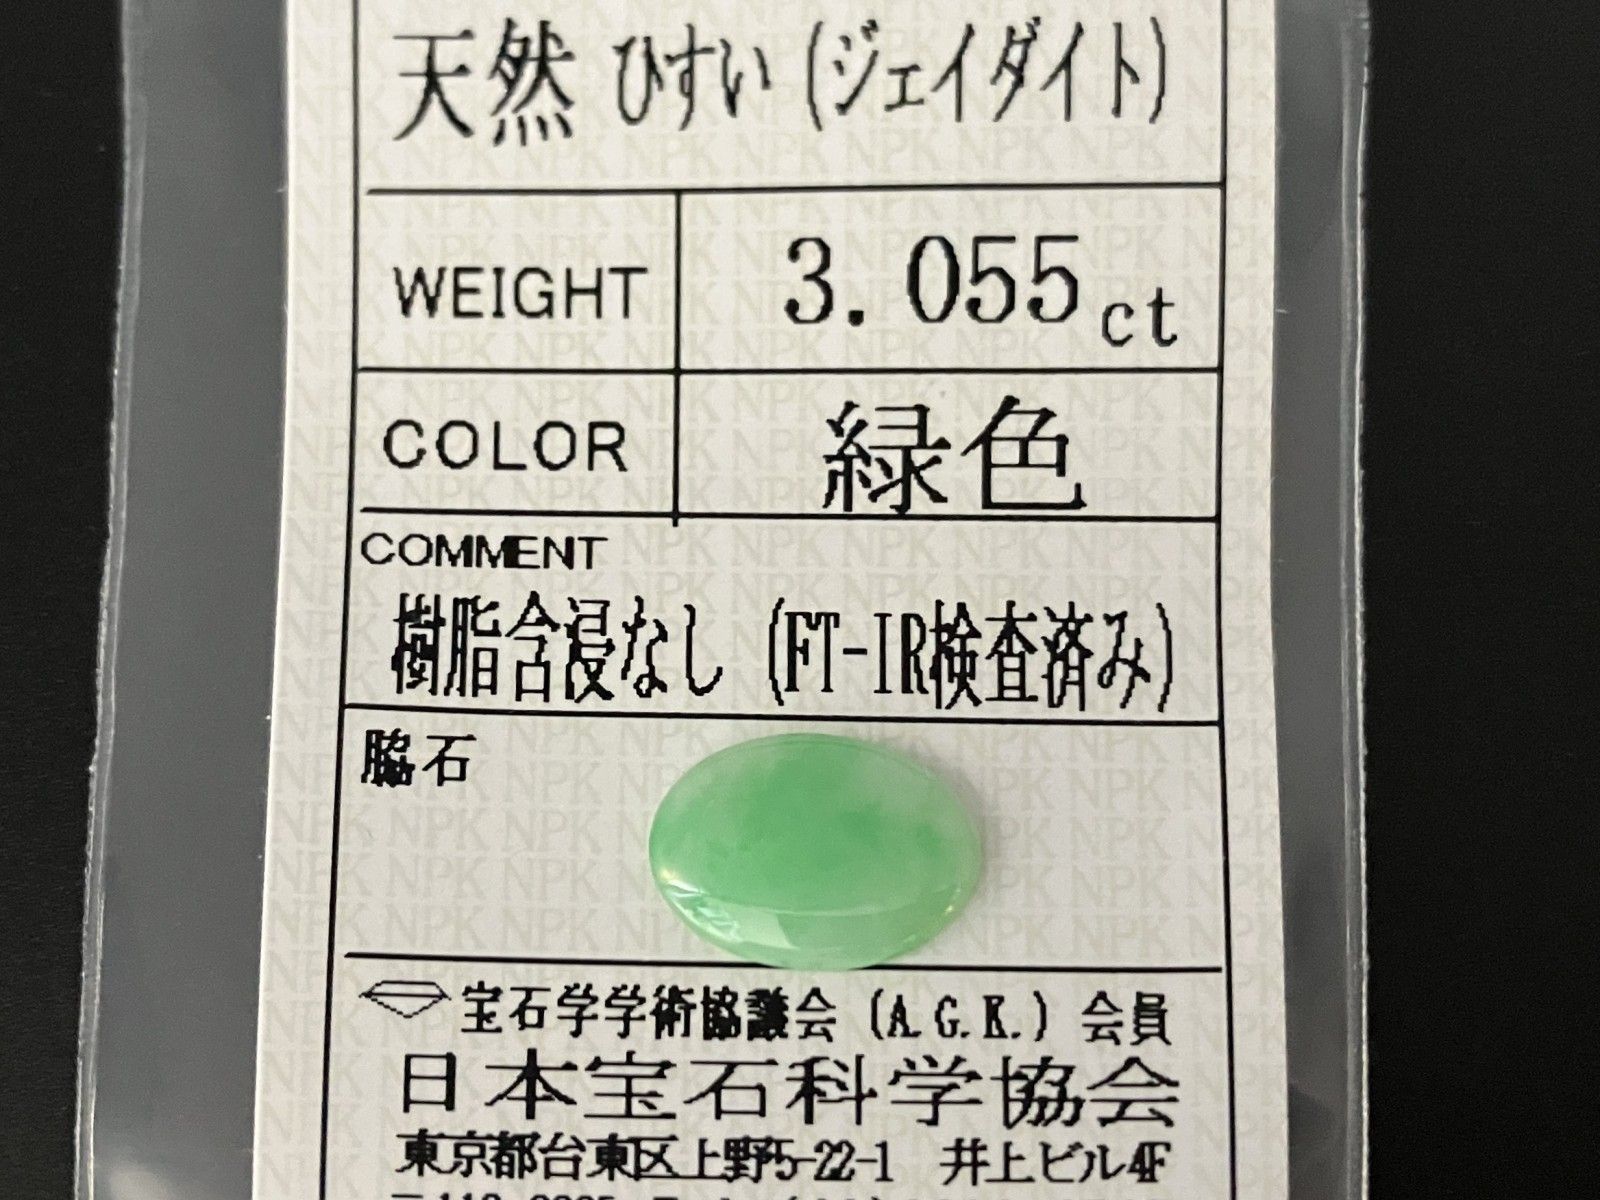 天然 ひすい (ジェイダイト)
WEIGHT 3.055ct
COLOR 緑色
COMMENT
樹脂含浸なし (FT-IR検査済み)
脇石
宝石学学術協議会 (A.G.K.) 会員
日本宝石科学協会
東京都台東区上野5-22-1 井上ビル4F